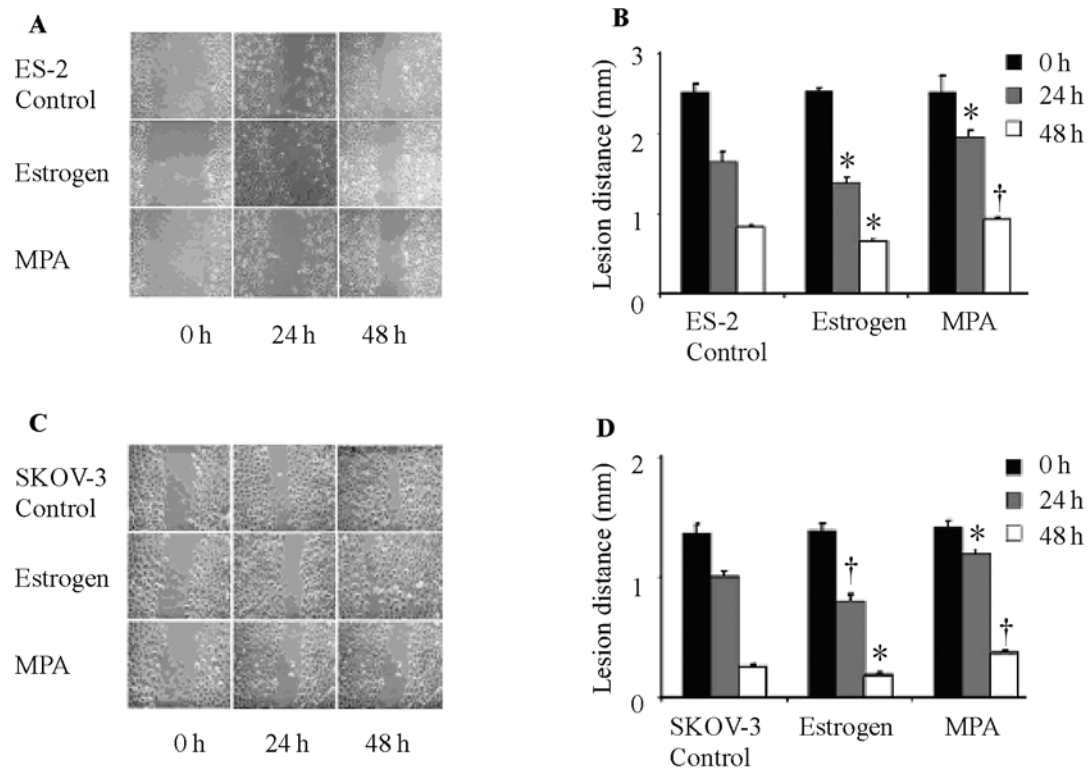 A
ES-2
Control
Estrogen
MPA
0 h
24 h
48 h
B
Lesion distance (mm)
3
2
1
0
0 h
24 h
48 h
*
*
*
†
ES-2
Control
Estrogen
MPA
C
SKOV-3
Control
Estrogen
MPA
0 h
24 h
48 h
D
Lesion distance (mm)
2
1
0
0 h
24 h
48 h
†
*
*
†
SKOV-3
Control
Estrogen
MPA